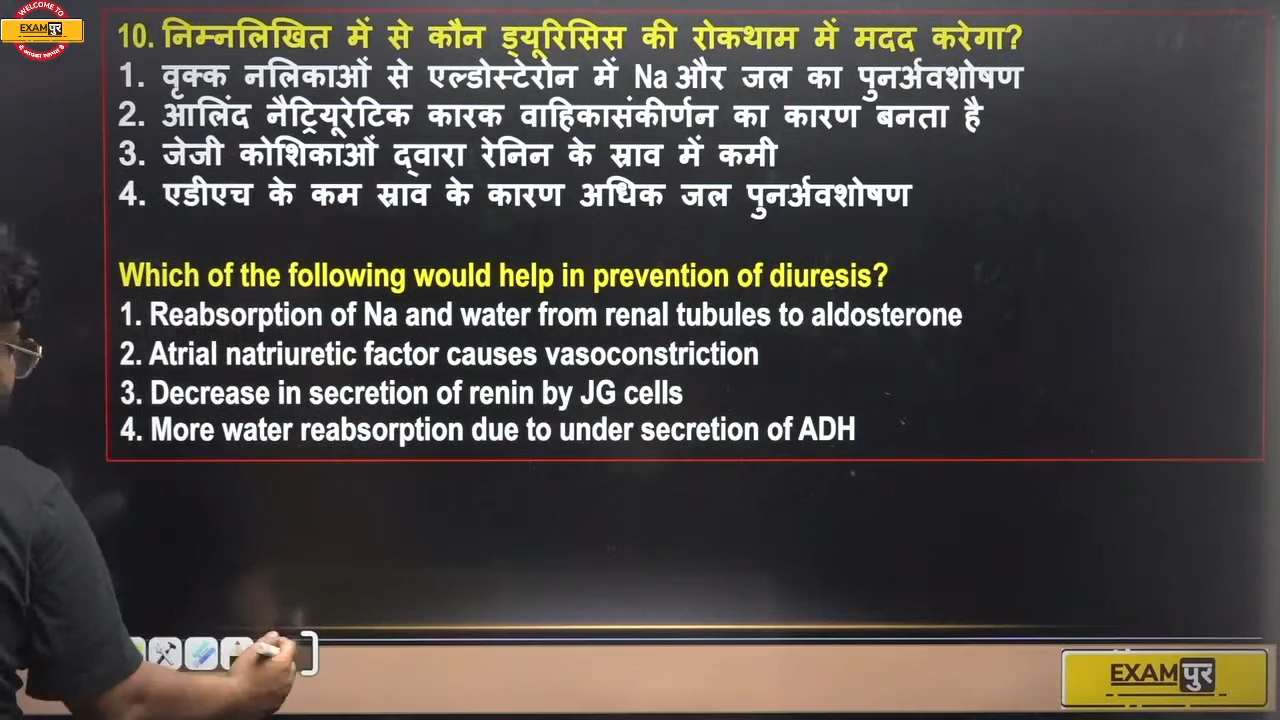 WELCOME TO
EXAMपुर
10. निम्नलिखित में से कौन ड्यूरिसिस की रोकथाम में मदद करेगा?
1. वृक्क नलिकाओं से एल्डोस्टेरोन में Na और जल का पुनर्अवशोषण
2. आलिंद नैट्रियूरेटिक कारक वाहिकासंकीर्णन का कारण बनता है
3. जेजी कोशिकाओं द्वारा रेनिन के स्राव में कमी
4. एडीएच के कम स्राव के कारण अधिक जल पुनर्अवशोषण
Which of the following would help in prevention of diuresis?
1. Reabsorption of Na and water from renal tubules to aldosterone
2. Atrial natriuretic factor causes vasoconstriction
3. Decrease in secretion of renin by JG cells
4. More water reabsorption due to under secretion of ADH
EXAMपुर